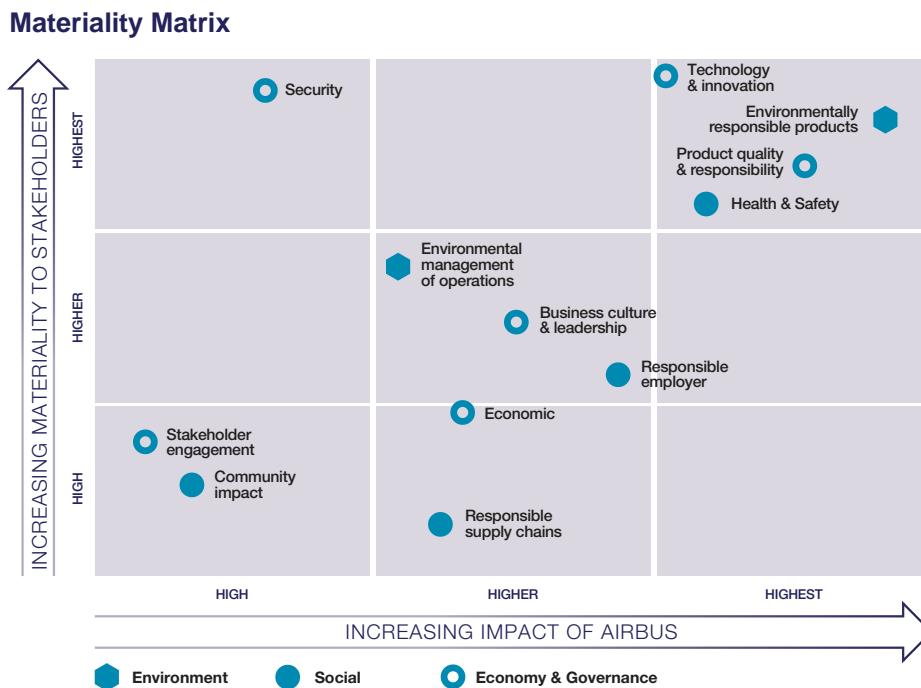 Materiality Matrix
INCREASING MATERIALITY TO STAKEHOLDERS
HIGHEST
HIGHER
HIGH
Security
Technology
& innovation
Environmentally
responsible products
Product quality
& responsibility
Health & Safety
Environmental
management
of operations
Business culture
& leadership
Responsible
employer
Economic
Stakeholder
engagement
Community
impact
Responsible
supply chains
HIGH
HIGHER
HIGHEST
INCREASING IMPACT OF AIRBUS
Environment
Social
Economy & Governance